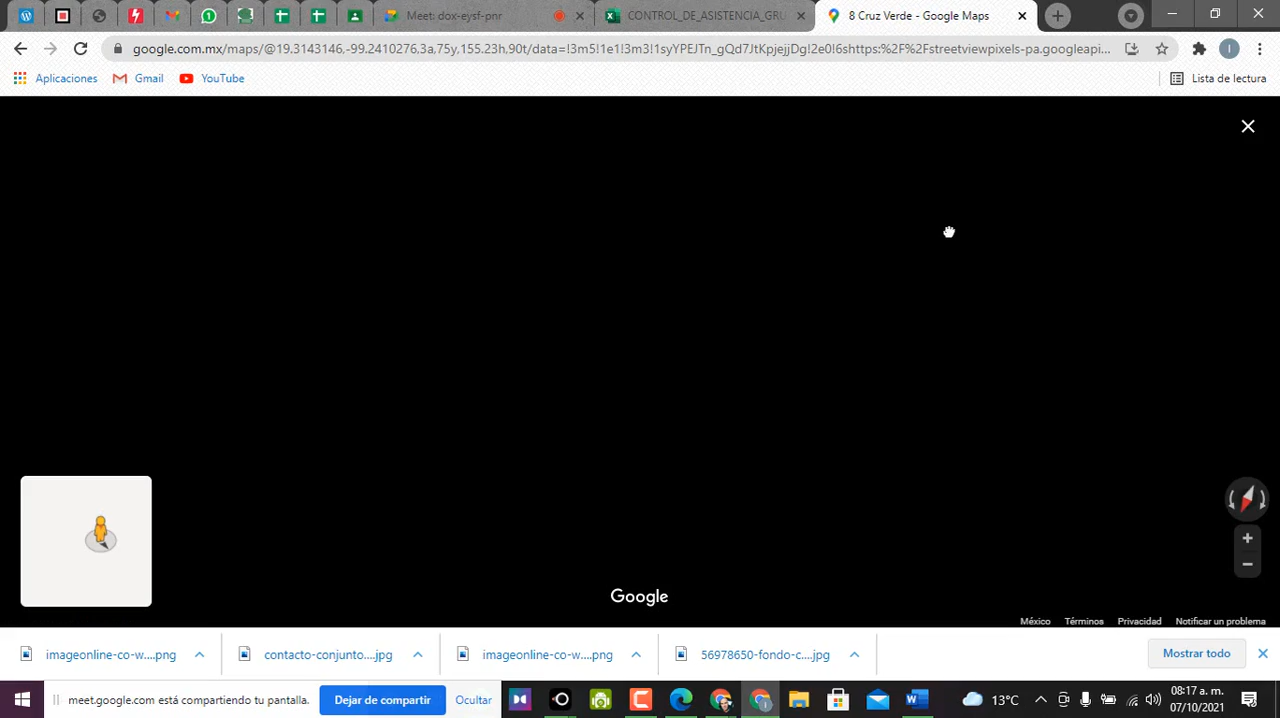 Meet: dox-eysf-pnr
CONTROL_DE_ASISTENCIA_GRU
8 Cruz Verde - Google Maps
google.com.mx/maps/@19.3143146,-99.2410276,3a,75y,155.23h,90t/data=!3m5!1e1!3m3!1syYPEJTn_gQd7JtKpjejjDg!2e0!6shttps:%2F%2Fstreetviewpixels-pa.googleapi...
Aplicaciones
Gmail
YouTube
Lista de lectura
Google
México
Términos
Privacidad
Notificar un problema
imageonline-co-w....png
contacto-conjunto....jpg
imageonline-co-w....png
56978650-fondo-c....jpg
Mostrar todo
meet.google.com está compartiendo tu pantalla.
Dejar de compartir
Ocultar
13°C
08:17 a. m.
07/10/2021